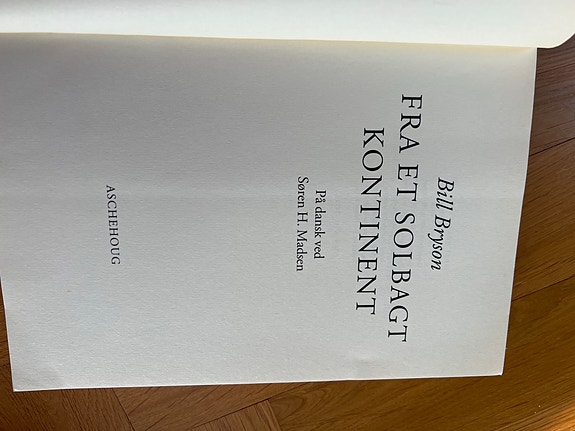 Bill Bryson
FRA ET SOLBAGT
KONTINENT
På dansk ved
Søren H. Madsen
ASCHEHOUG